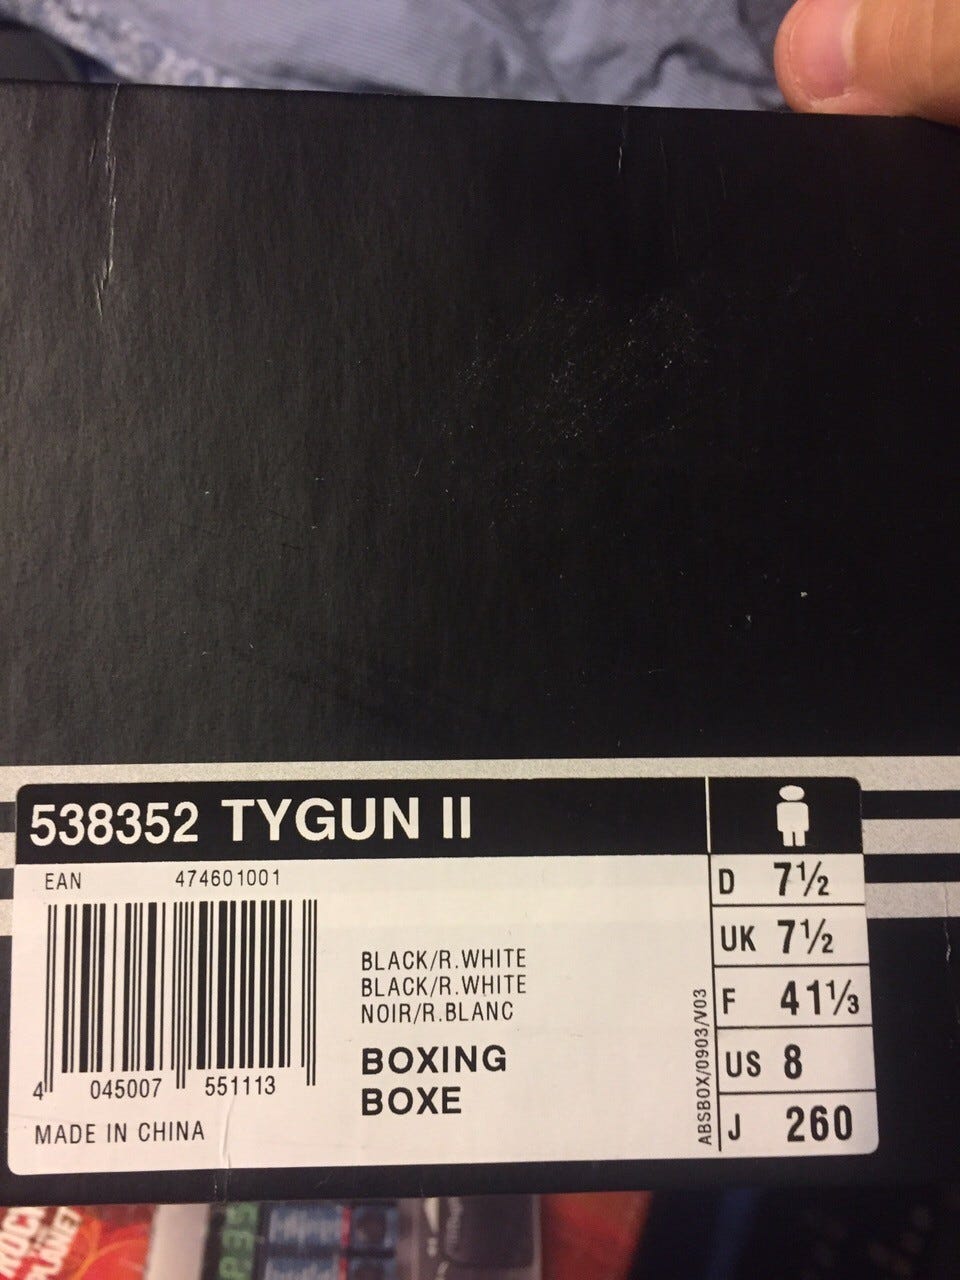 538352 TYGUN II
EAN 474601001
4 045007 551113
MADE IN CHINA
BLACK/R.WHITE
BLACK/R.WHITE
NOIR/R.BLANC
BOXING
BOXE
ABSBOX/0903/V03
D 7½
UK 7½
F 41⅓
US 8
J 260
PLANET